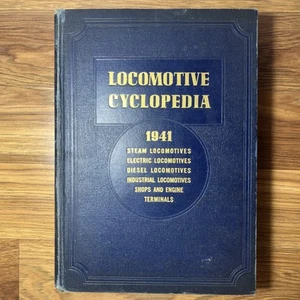 LOCOMOTIVE
CYCLOPEDIA
1941
STEAM LOCOMOTIVES
ELECTRIC LOCOMOTIVES
DIESEL LOCOMOTIVES
INDUSTRIAL LOCOMOTIVES
SHOPS AND ENGINE
TERMINALS